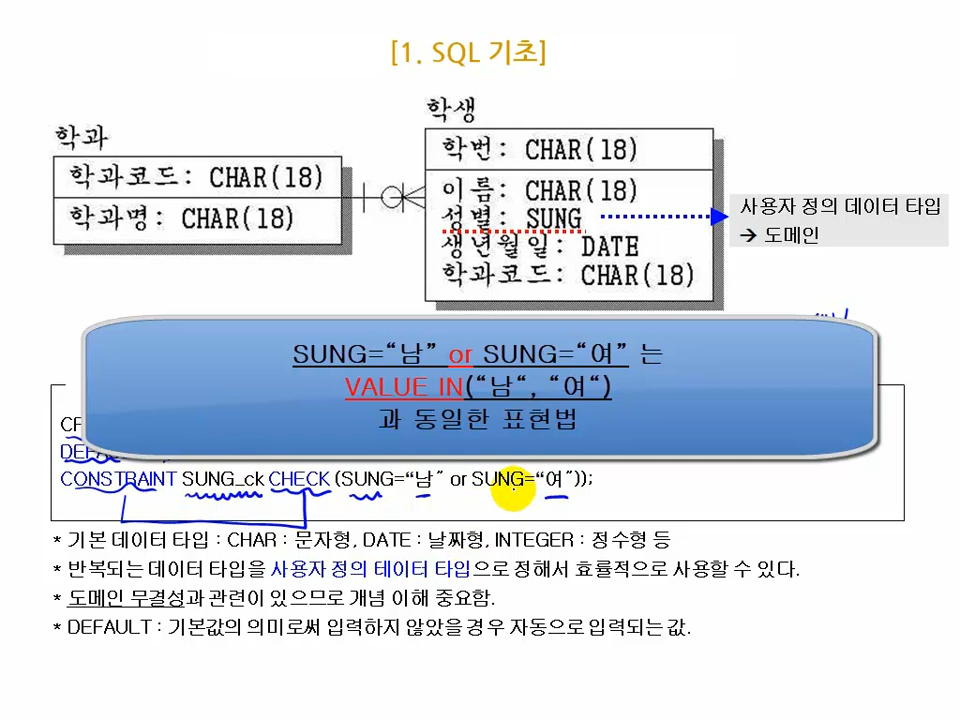 [1. SQL 기초]
학과
학과코드: CHAR(18)
학과명: CHAR(18)
학생
학번: CHAR(18)
이름: CHAR(18)
성별: SUNG
생년월일: DATE
학과코드: CHAR(18)
사용자 정의 데이터 타입
→ 도메인
SUNG=“남” or SUNG=“여” 는
VALUE IN(“남“, “여“)
과 동일한 표현법
CONSTRAINT SUNG_ck CHECK (SUNG=“남” or SUNG=“여”));
* 기본 데이터 타입 : CHAR : 문자형, DATE : 날짜형, INTEGER : 정수형 등
* 반복되는 데이터 타입을 사용자 정의 테이터 타입으로 정해서 효률적으로 사용할 수 있다.
* 도메인 무결성과 관련이 있으므로 개념 이해 중요함.
* DEFAULT : 기본값의 의미로써 입력하지 않았을 경우 자동으로 입력되는 값.